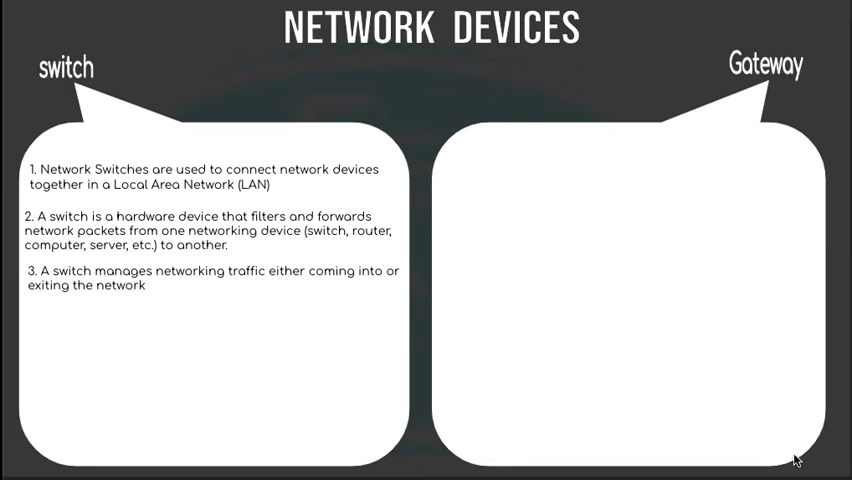 NETWORK DEVICES
switch
Gateway
1. Network Switches are used to connect network devices
together in a Local Area Network (LAN)
2. A switch is a hardware device that filters and forwards
network packets from one networking device (switch, router,
computer, server, etc.) to another.
3. A switch manages networking traffic either coming into or
exiting the network